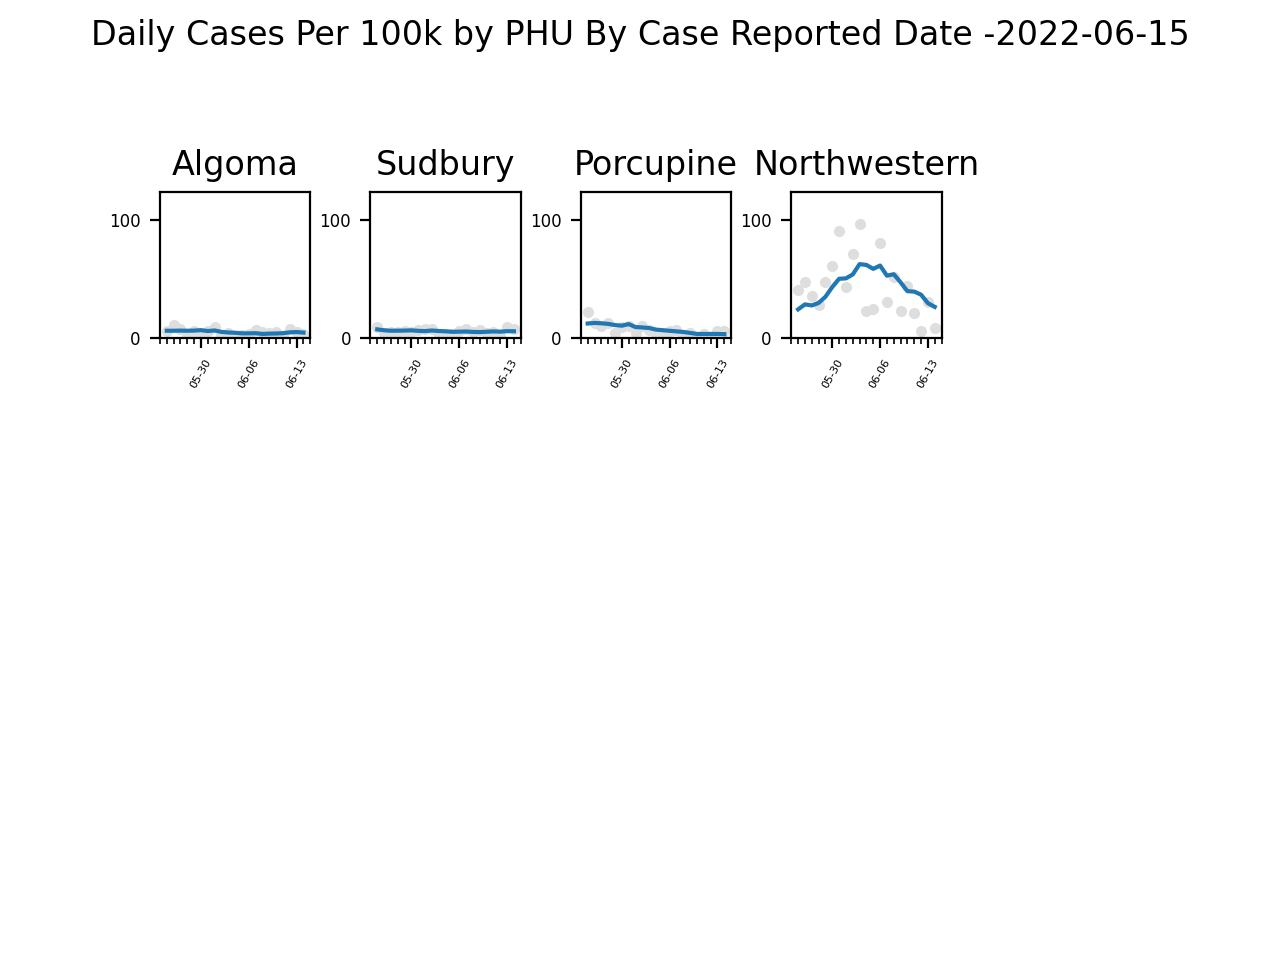 Daily Cases Per 100k by PHU By Case Reported Date -2022-06-15
Algoma Sudbury Porcupine Northwestern
100 100 100 100
0 0 0 0
05-30 06-06 06-13 05-30 06-06 06-13 05-30 06-06 06-13 05-30 06-06 06-13